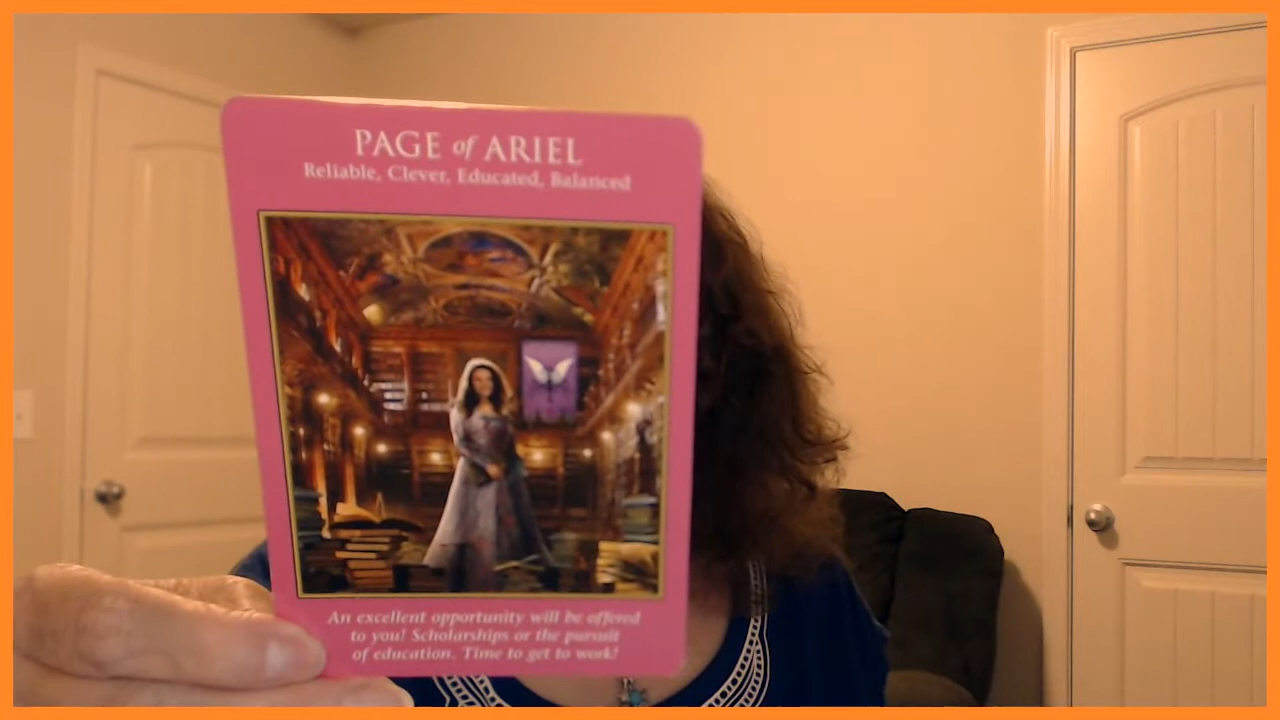 PAGE of ARIEL
Reliable, Clever, Educated, Balanced
An excellent opportunity will be offered
to you! Scholarships or the pursuit
of education. Time to get to work!